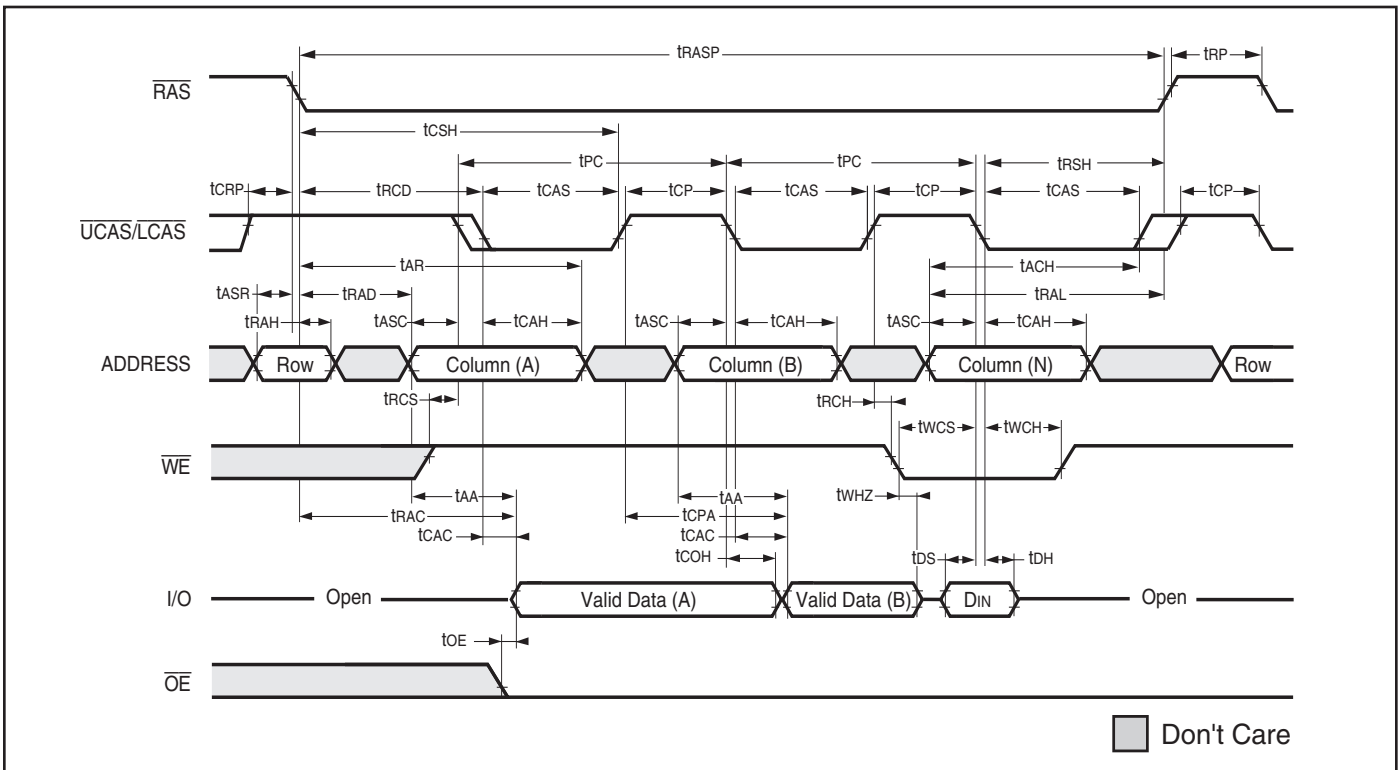 tRASP tRP
RAS
tCSH
tPC tPC tRSH
tCRP tRCD tCAS tCP tCAS tCP tCAS tCP
UCAS/LCAS
tAR tACH
tASR tRAD tRAL
tRAH tASC tCAH tASC tCAH tASC tCAH
ADDRESS Row Column (A) Column (B) Column (N) Row
tRCS tRCH
tWCS tWCH
WE
tAA tAA tWHZ
tRAC tCPA
tCAC tCAC
tCOH tDS tDH
I/O Open Valid Data (A) Valid Data (B) DIN Open
tOE
OE
Don't Care